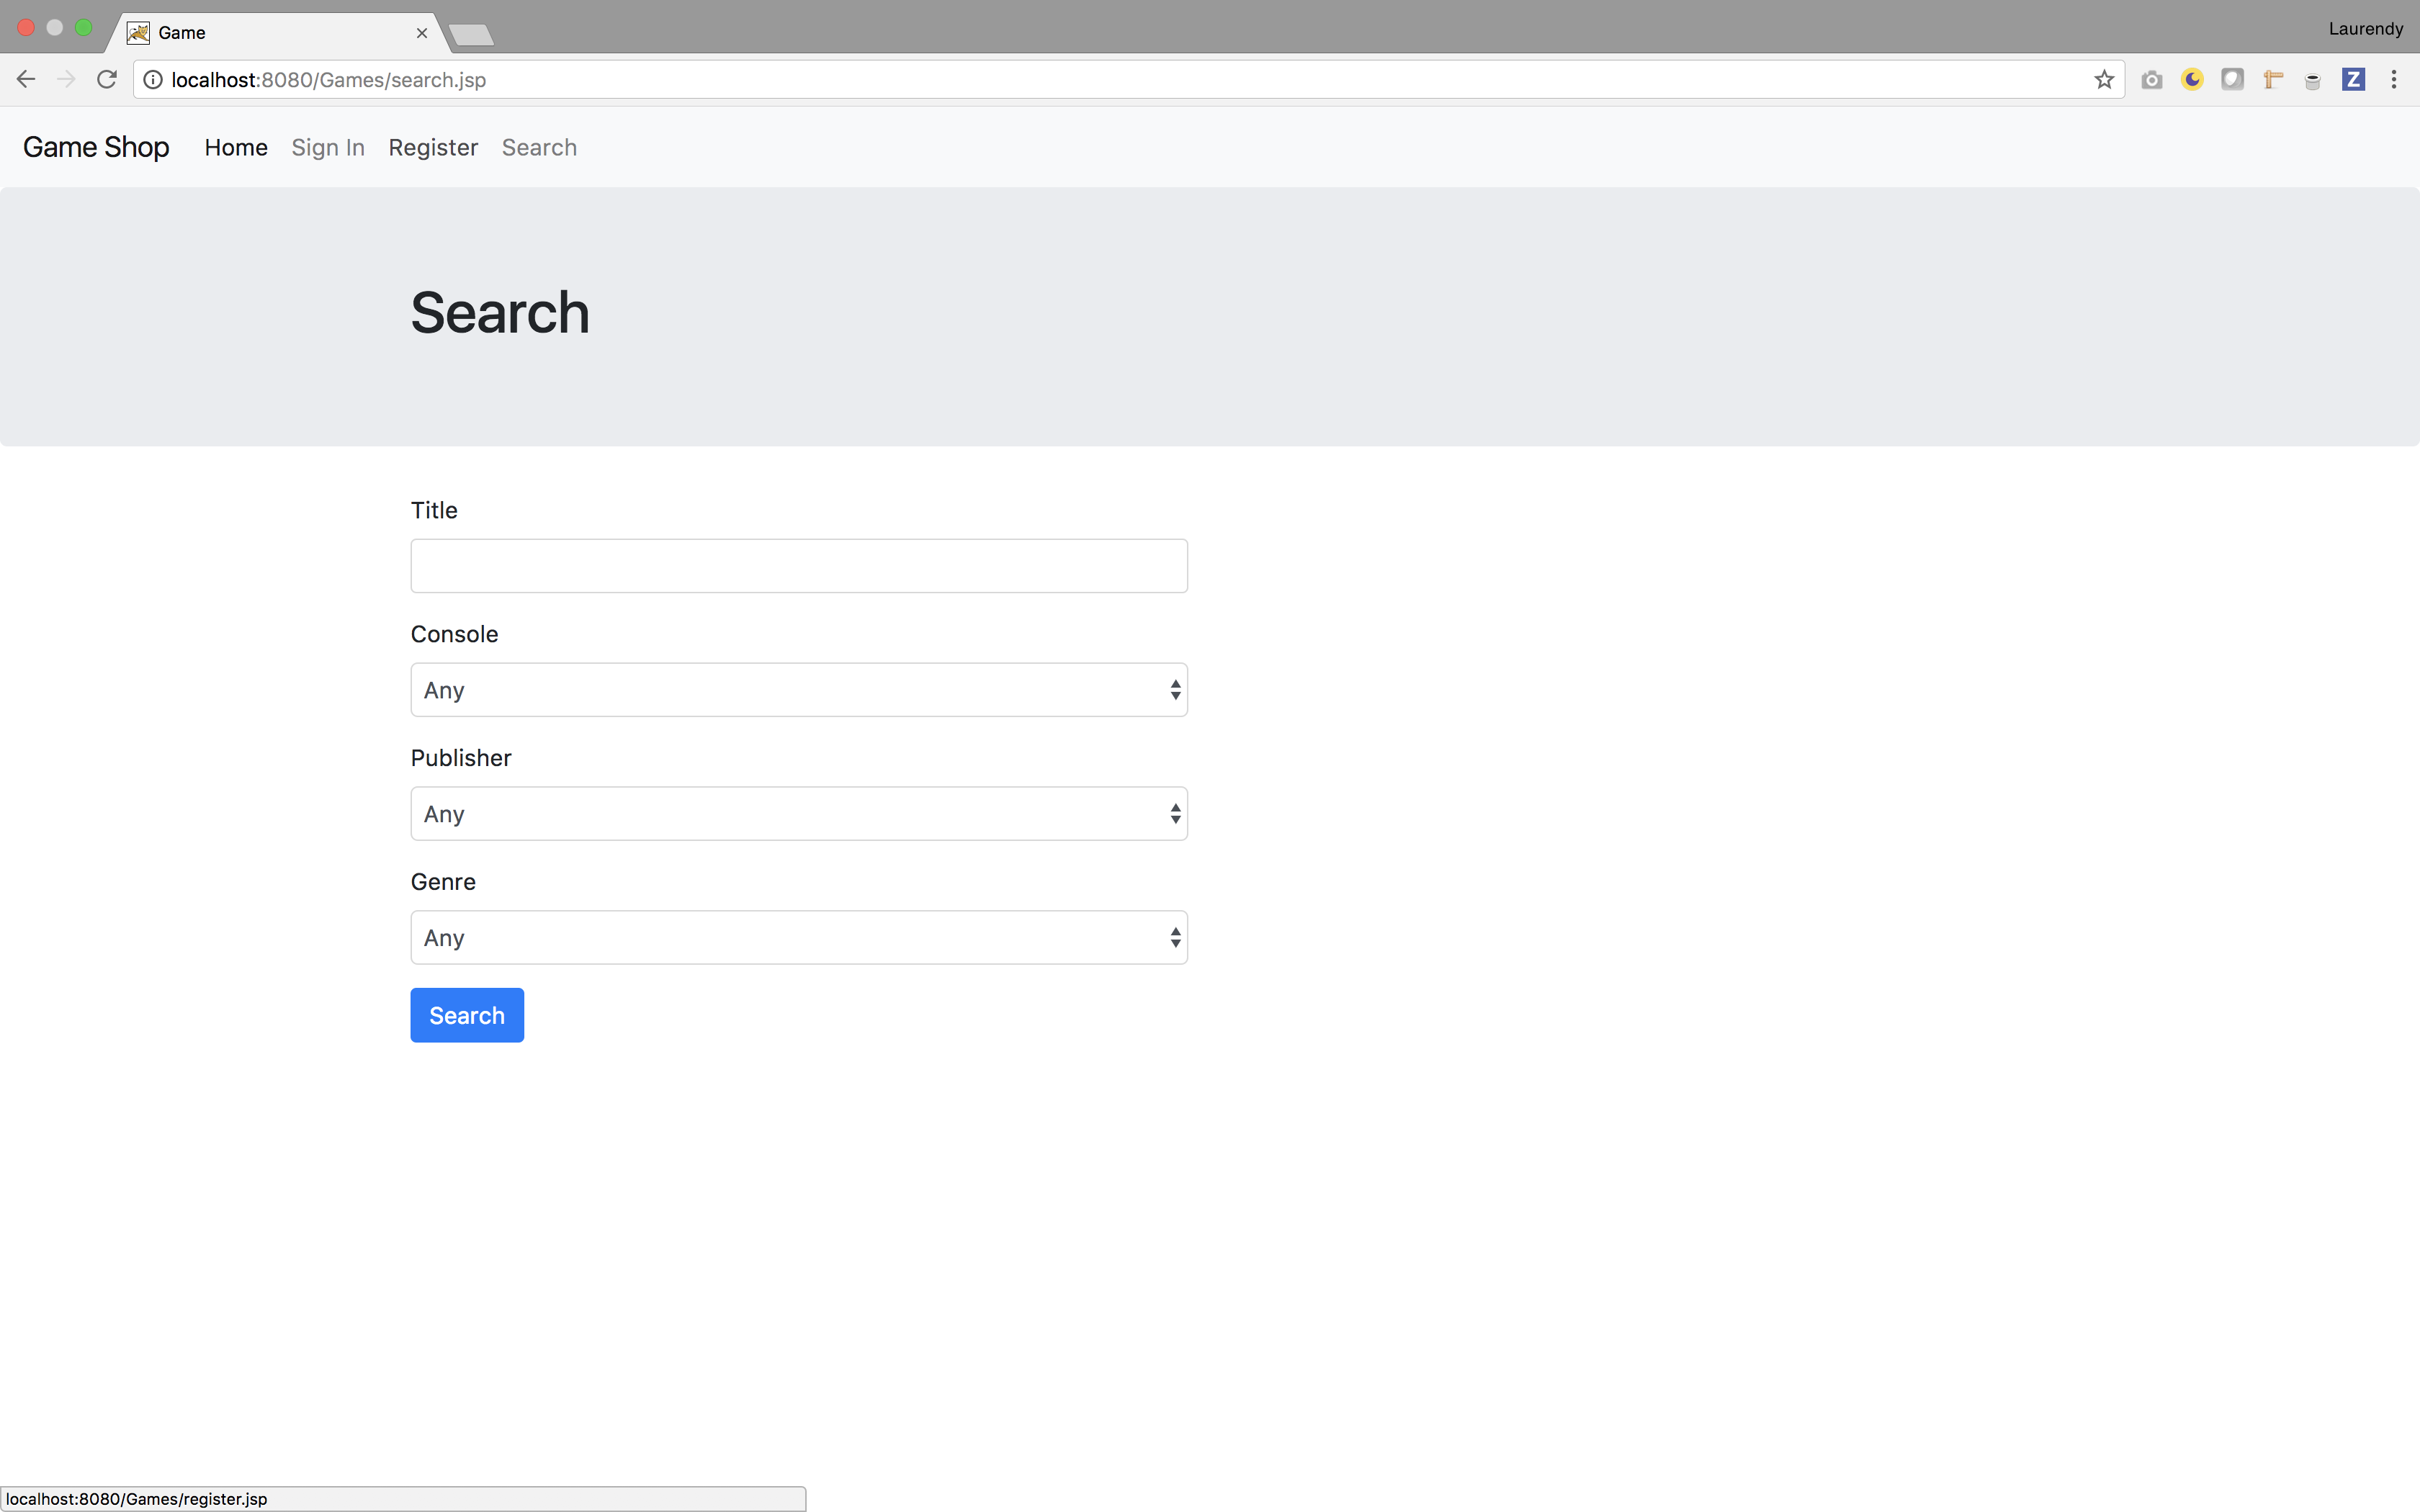 Game
Laurendy
localhost:8080/Games/search.jsp
Z
Game Shop Home Sign In Register Search
Search
Title
Console
Any
Publisher
Any
Genre
Any
Search
localhost:8080/Games/register.jsp